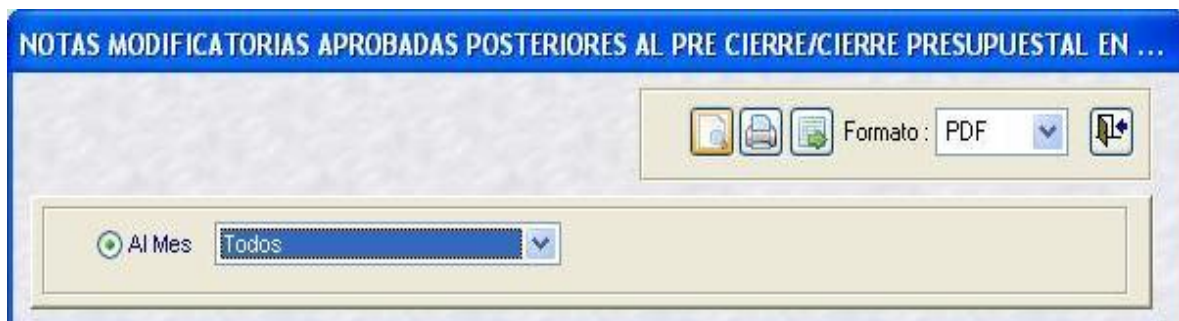 NOTAS MODIFICATORIAS APROBADAS POSTERIORES AL PRE CIERRE/CIERRE PRESUPUESTAL EN ...
Formato : PDF
Al Mes Todos